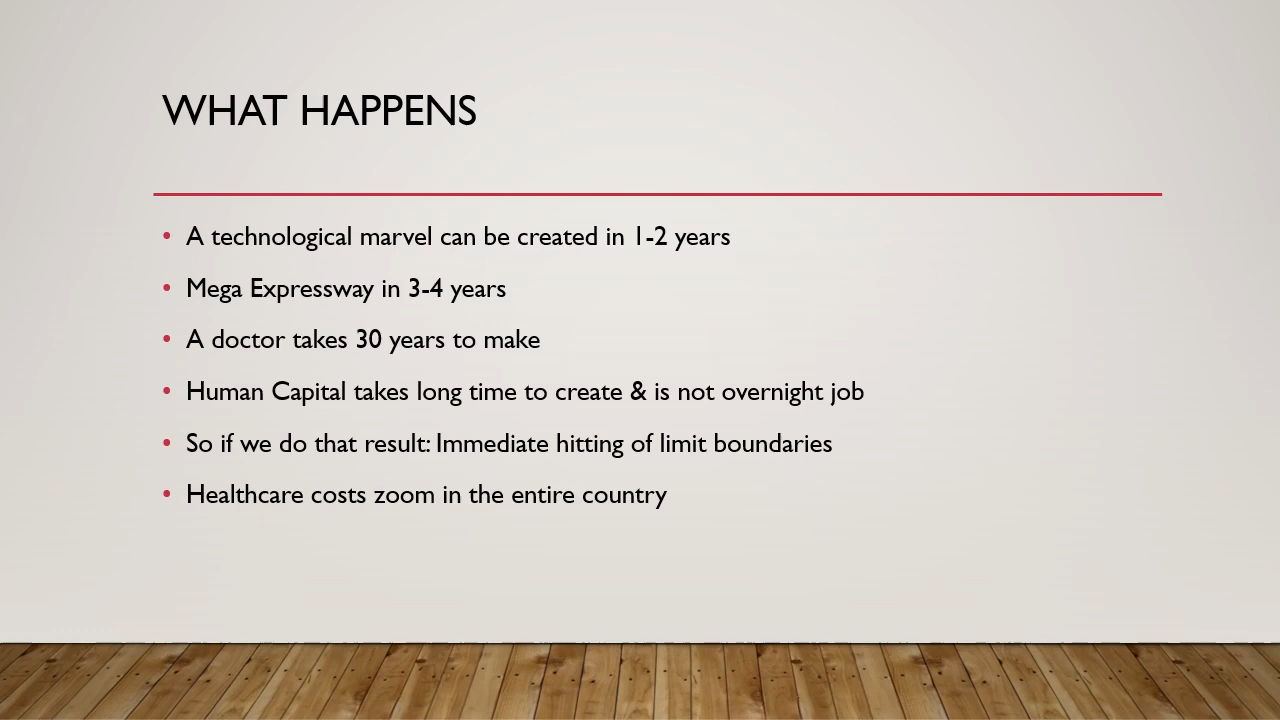 WHAT HAPPENS
• A technological marvel can be created in 1-2 years
• Mega Expressway in 3-4 years
• A doctor takes 30 years to make
• Human Capital takes long time to create & is not overnight job
• So if we do that result: Immediate hitting of limit boundaries
• Healthcare costs zoom in the entire country